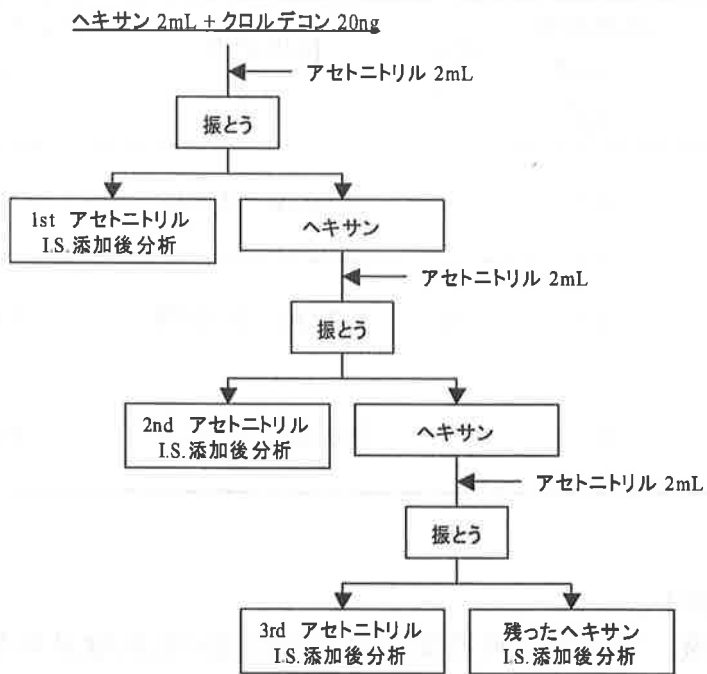 ヘキサン 2mL + クロルデコン 20ng
アセトニトリル 2mL
振とう
1st アセトニトリル
I.S.添加後分析
ヘキサン
アセトニトリル 2mL
振とう
2nd アセトニトリル
I.S.添加後分析
ヘキサン
アセトニトリル 2mL
振とう
3rd アセトニトリル
I.S.添加後分析
残ったヘキサン
I.S.添加後分析